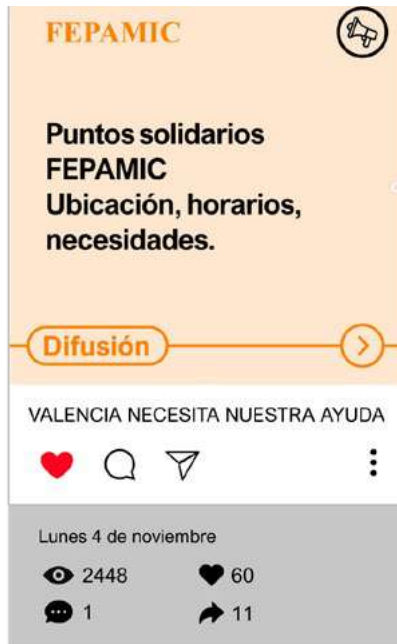 FEPAMIC
Puntos solidarios
FEPAMIC
Ubicación, horarios,
necesidades.
Difusión
VALENCIA NECESITA NUESTRA AYUDA
Lunes 4 de noviembre
2448
60
1
11